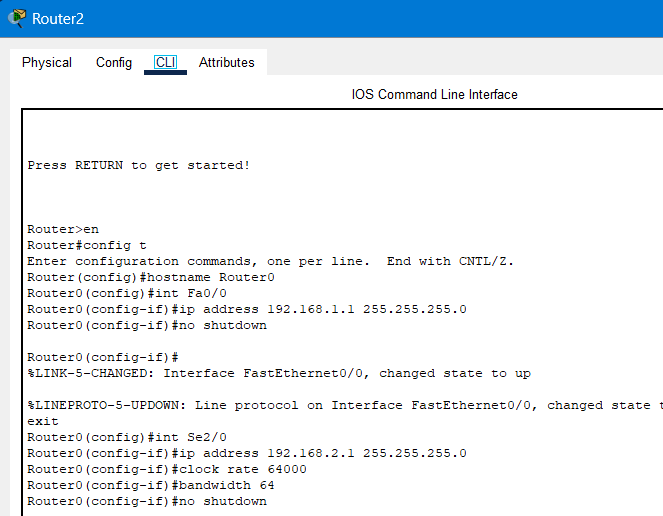 Router2
Physical Config CLI Attributes
IOS Command Line Interface
Press RETURN to get started!
Router>en
Router#config t
Enter configuration commands, one per line.  End with CNTL/Z.
Router(config)#hostname Router0
Router0(config)#int Fa0/0
Router0(config-if)#ip address 192.168.1.1 255.255.255.0
Router0(config-if)#no shutdown
Router0(config-if)#
%LINK-5-CHANGED: Interface FastEthernet0/0, changed state to up
%LINEPROTO-5-UPDOWN: Line protocol on Interface FastEthernet0/0, changed state
exit
Router0(config)#int Se2/0
Router0(config-if)#ip address 192.168.2.1 255.255.255.0
Router0(config-if)#clock rate 64000
Router0(config-if)#bandwidth 64
Router0(config-if)#no shutdown